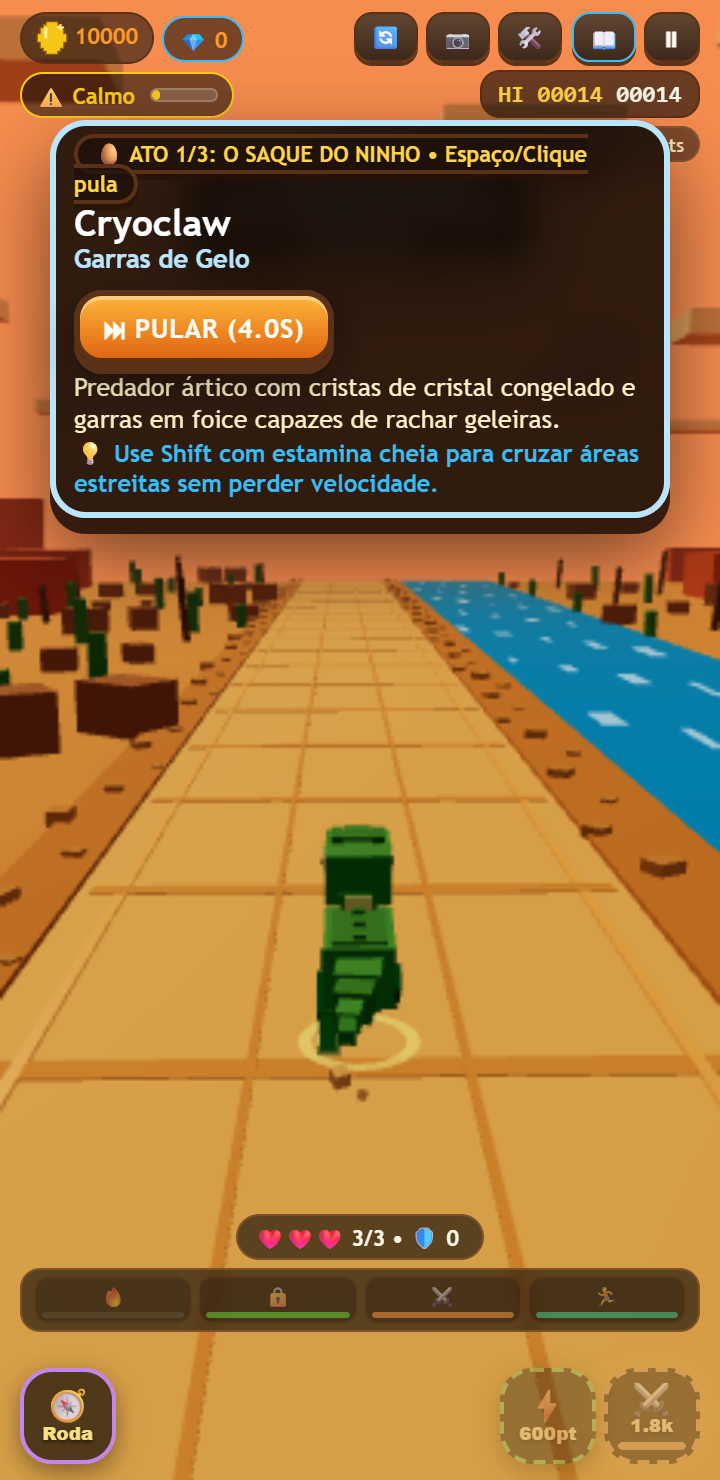 10000
0
Calmo
HI 00014 00014
ts
ATO 1/3: O SAQUE DO NINHO • Espaço/Clique
pula
Cryoclaw
Garras de Gelo
PULAR (4.0S)
Predador ártico com cristas de cristal congelado e
garras em foice capazes de rachar geleiras.
Use Shift com estamina cheia para cruzar áreas
estreitas sem perder velocidade.
3/3 • 0
Roda
600pt
1.8k